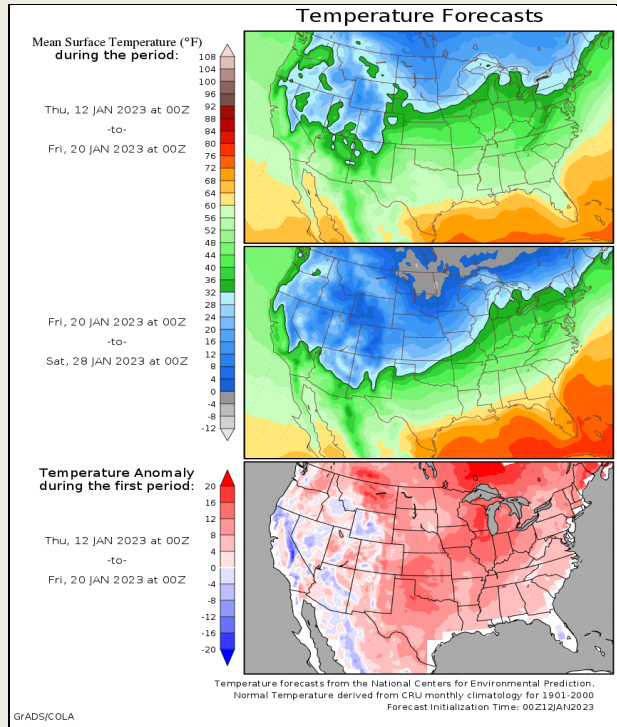 Temperature Forecasts
Mean Surface Temperature (°F)
during the period:
Thu, 12 JAN 2023 at 00Z
-to-
Fri, 20 JAN 2023 at 00Z
108
104
100
96
92
88
84
80
76
72
68
64
60
56
52
48
44
40
36
32
28
24
20
16
12
8
4
0
-4
-8
-12
Fri, 20 JAN 2023 at 00Z
-to-
Sat, 28 JAN 2023 at 00Z
Temperature Anomaly
during the first period:
Thu, 12 JAN 2023 at 00Z
-to-
Fri, 20 JAN 2023 at 00Z
20
16
12
8
4
0
-4
-8
-12
-16
-20
Temperature forecasts from the National Centers for Environmental Prediction.
Normal Temperature derived from CRU monthly climatology for 1901-2000
Forecast Initialization Time: 00Z12JAN2023
GrADS/COLA